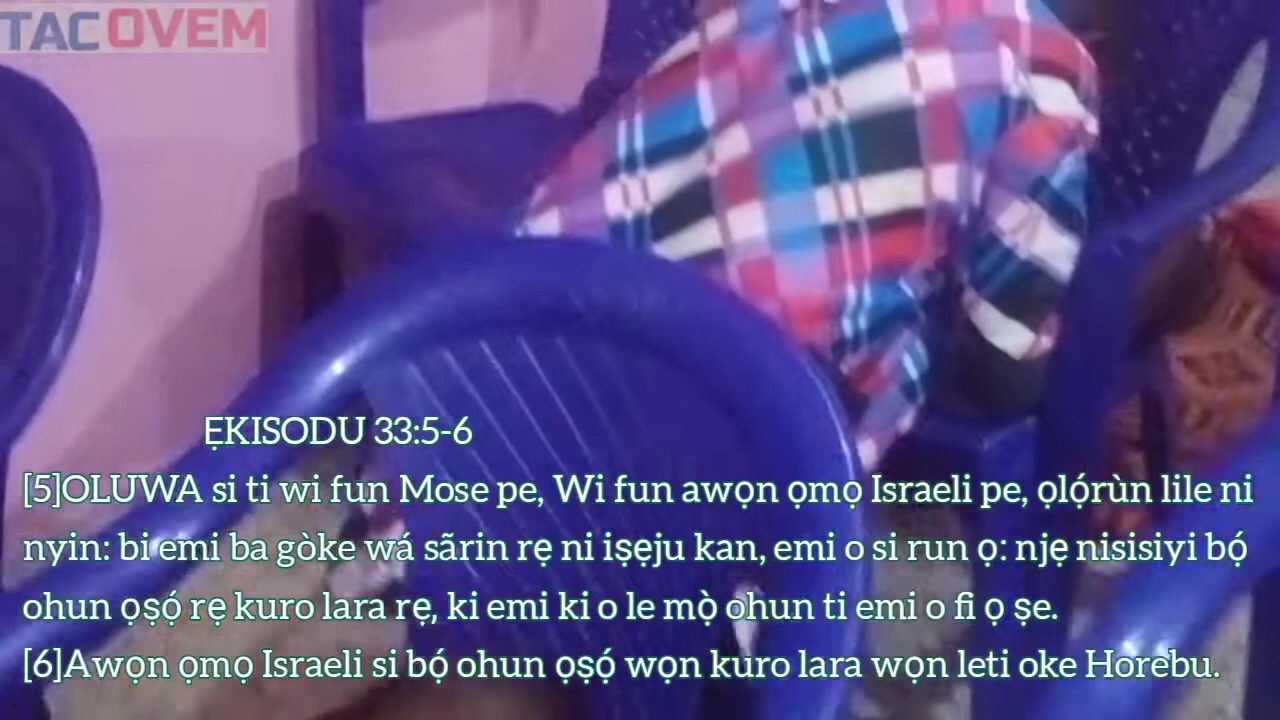 TACOVEM
ẸKISODU 33:5-6
[5]OLUWA si ti wi fun Mose pe, Wi fun awọn ọmọ Israeli pe, ọlọ́rùn lile ni
nyin: bi emi ba gòke wá sãrin rẹ ni iṣẹju kan, emi o si run ọ: njẹ nisisiyi bọ́
ohun ọṣọ́ rẹ kuro lara rẹ, ki emi ki o le mọ̀ ohun ti emi o fi ọ ṣe.
[6]Awọn ọmọ Israeli si bọ́ ohun ọṣọ́ wọn kuro lara wọn leti oke Horebu.